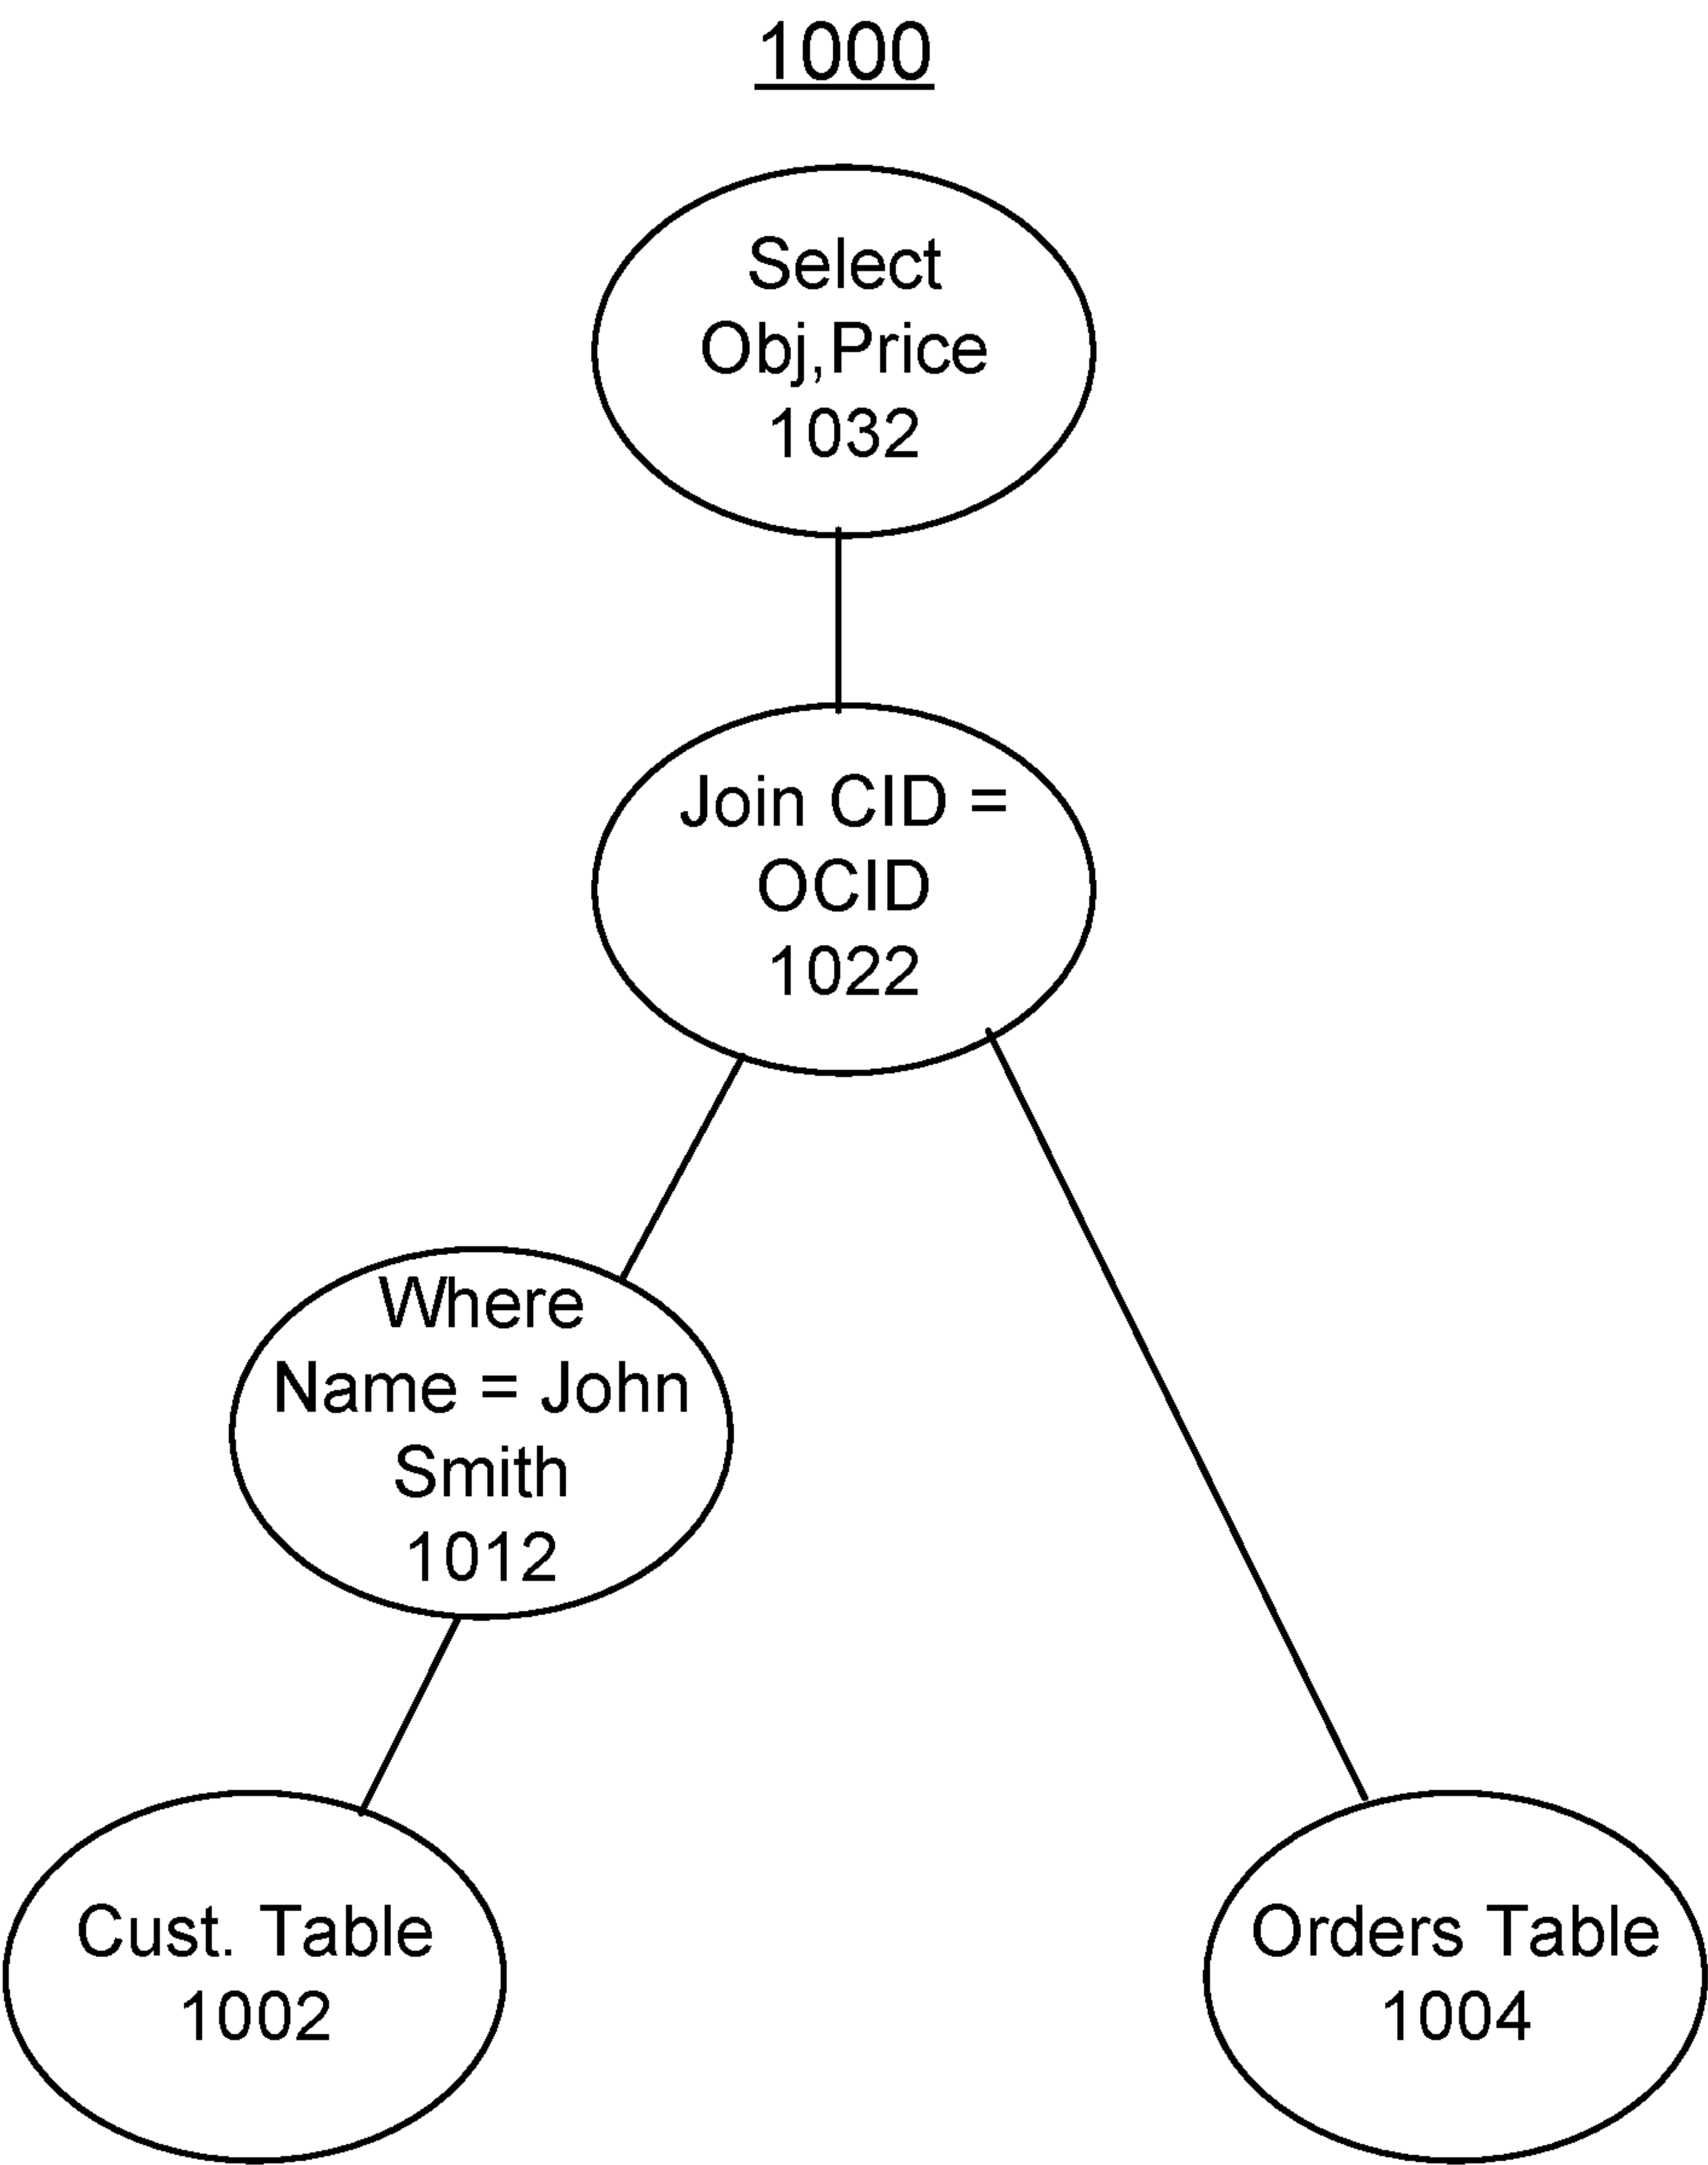 1000
Select
Obj,Price
1032
Join CID =
OCID
1022
Where
Name = John
Smith
1012
Cust. Table
1002
Orders Table
1004